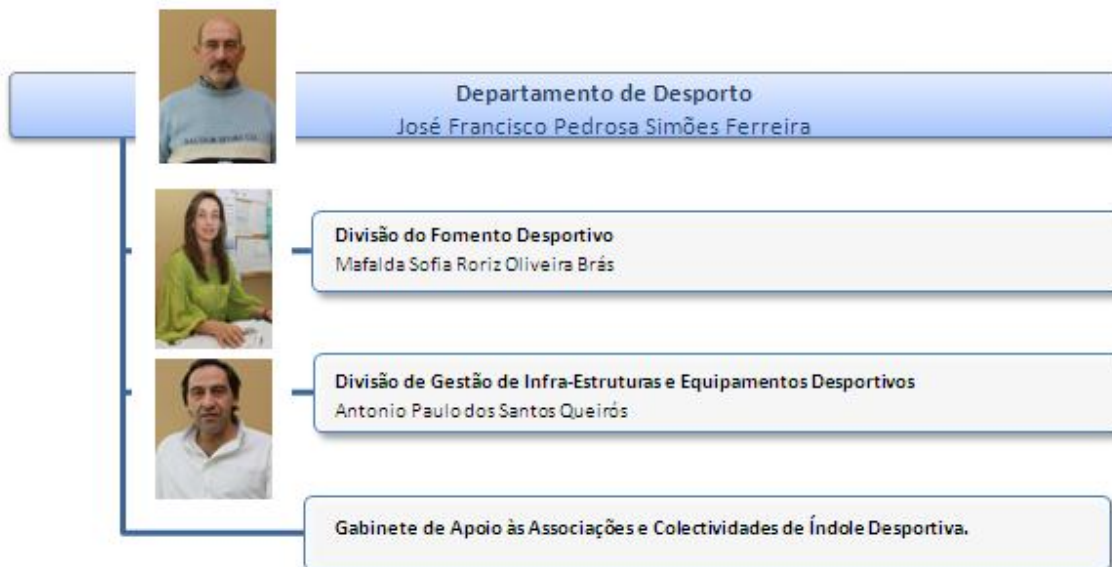 Departamento de Desporto
José Francisco Pedrosa Simões Ferreira
Divisão do Fomento Desportivo
Mafalda Sofia Roriz Oliveira Brás
Divisão de Gestão de Infra-Estruturas e Equipamentos Desportivos
Antonio Paulo dos Santos Queirós
Gabinete de Apoio às Associações e Colectividades de Índole Desportiva.